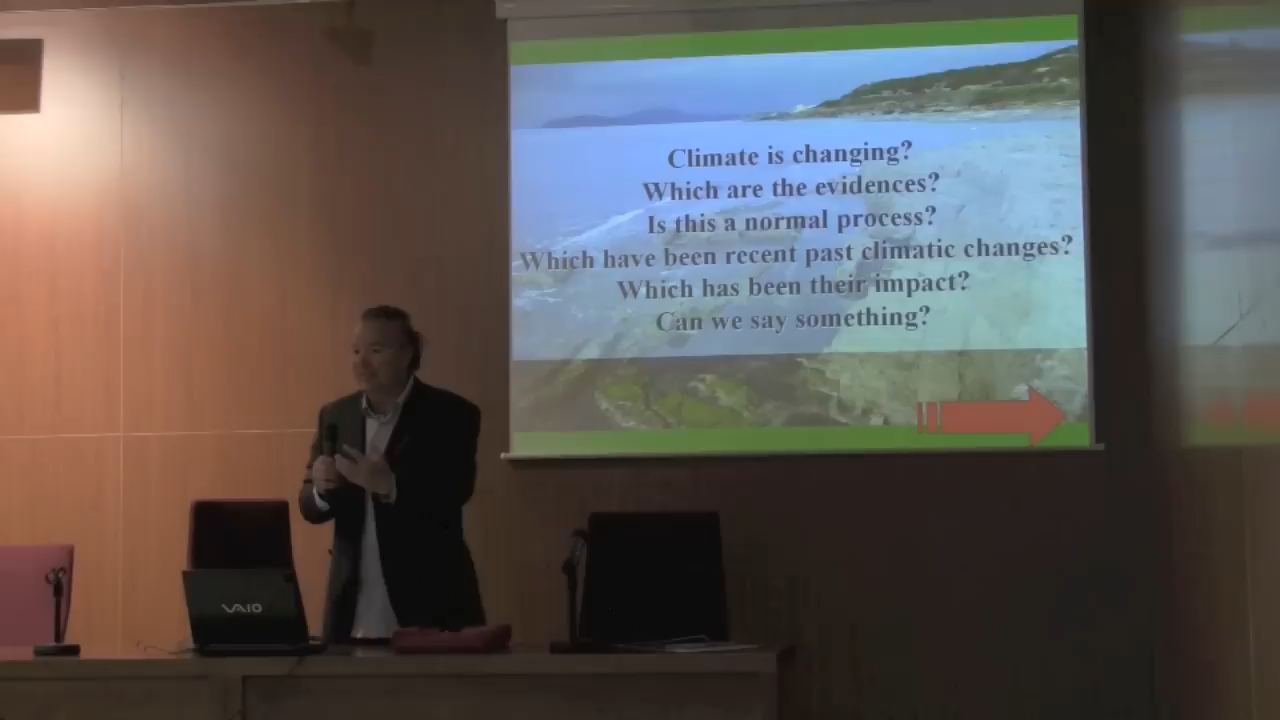 Climate is changing?
Which are the evidences?
Is this a normal process?
Which have been recent past climatic changes?
Which has been their impact?
Can we say something?
VAIO